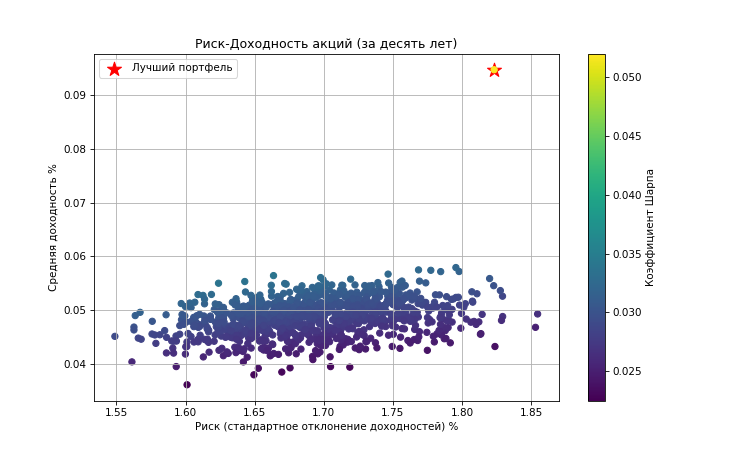 Риск-Доходность акций (за десять лет)
Лучший портфель
Средняя доходность %
0.09
0.08
0.07
0.06
0.05
0.04
1.55 1.60 1.65 1.70 1.75 1.80 1.85
Риск (стандартное отклонение доходностей) %
0.050
0.045
0.040
0.035
0.030
0.025
Коэффициент Шарпа